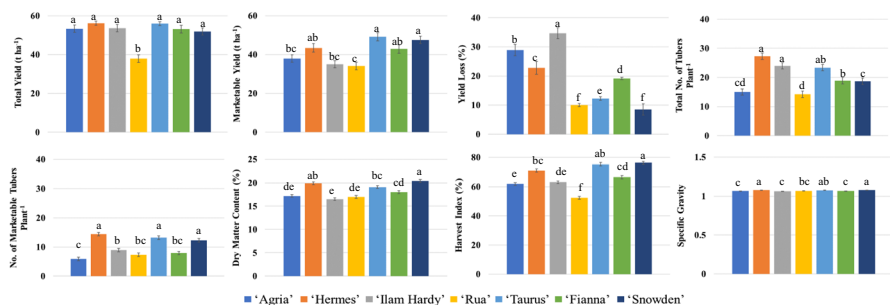 Total Yield (t ha-1)
60
40
20
0
a a a b a a a
Marketable Yield (t ha-1)
60
40
20
0
bc ab bc c a ab a
Yield Loss (%)
40
30
20
10
0
b c a f e d f
Total No. of Tubers
Plant-1
40
30
20
10
0
cd a a d ab b c
No. of Marketable Tubers
Plant-1
40
30
20
10
0
c a b bc a bc a
Dry Matter Content (%)
25
20
15
10
5
0
de ab e de bc cd a
Harvest Index (%)
80
60
40
20
0
e bc de f ab cd a
Specific Gravity
1.5
1
0.5
0
c a c bc ab c a
'Agria' 'Hermes' 'Ilam Hardy' 'Rua' 'Taurus' 'Fianna' 'Snowden'